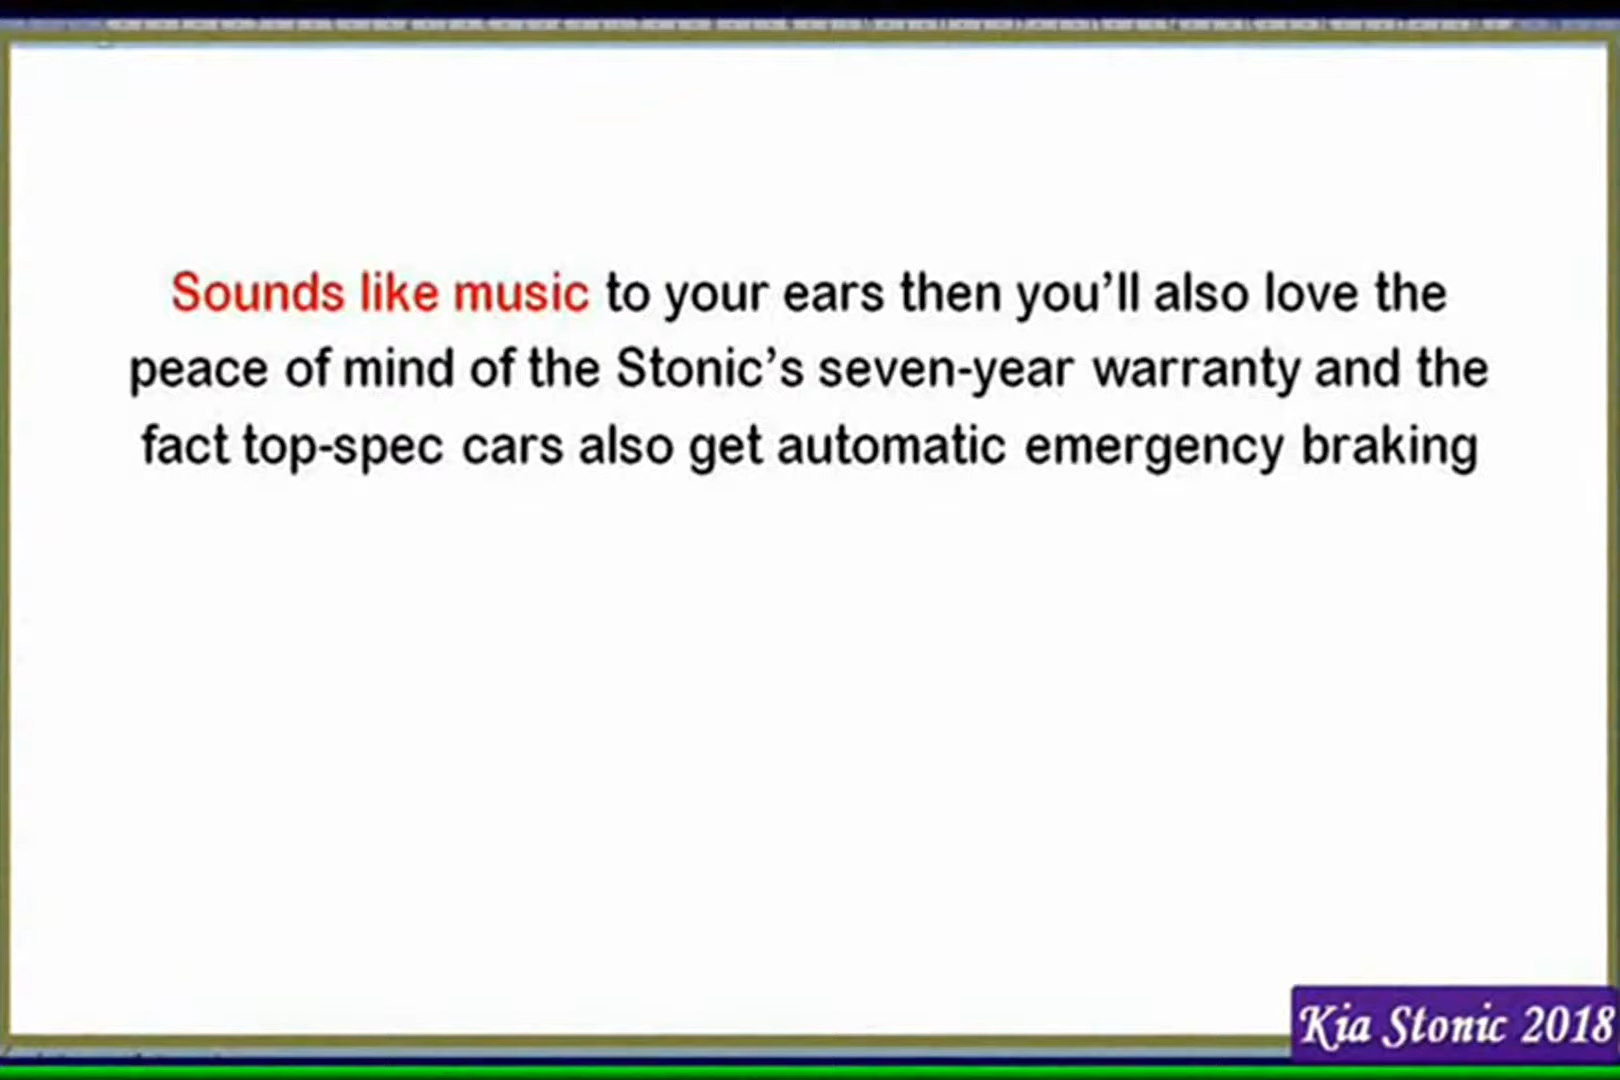 Sounds like music to your ears then you’ll also love the
peace of mind of the Stonic’s seven-year warranty and the
fact top-spec cars also get automatic emergency braking
Kia Stonic 2018